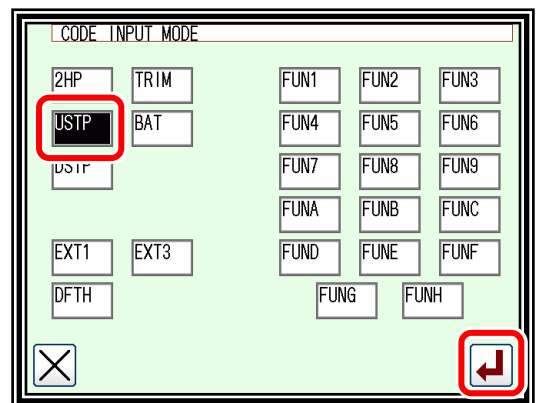 CODE INPUT MODE
2HP TRIM FUN1 FUN2 FUN3
USTP BAT FUN4 FUN5 FUN6
DSTP FUN7 FUN8 FUN9
FUNA FUNB FUNC
EXT1 EXT3 FUND FUNE FUNF
DFTH FUNG FUNH